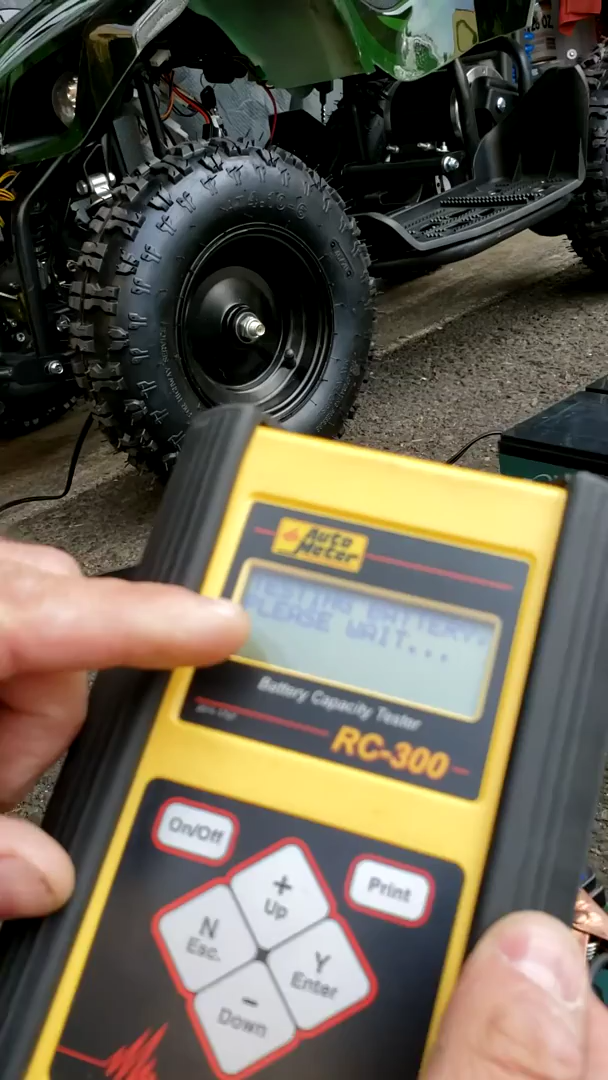 Auto
Meter
TESTING BATTERY.
PLEASE WAIT...
Battery Capacity Tester
RC-300
On/Off
+
Up
Print
N
Esc.
Y
Enter
-
Down